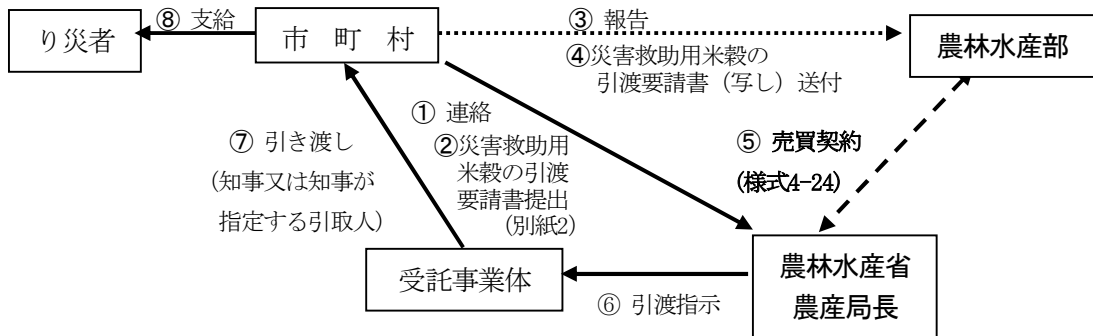 ⑧ 支給
り災者
市 町 村
③ 報告
④災害救助用米穀の
引渡要請書（写し）送付
農林水産部
① 連絡
②災害救助用
米穀の引渡
要請書提出
(別紙2)
⑦ 引き渡し
(知事又は知事が
指定する引取人)
⑤ 売買契約
(様式4-24)
受託事業体
⑥ 引渡指示
農林水産省
農産局長